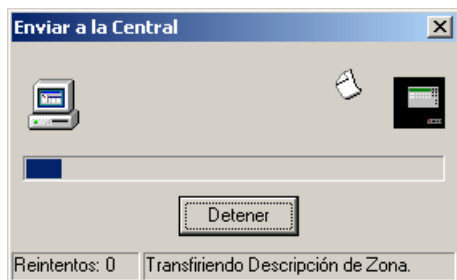 Enviar a la Central
Detener
Reintentos: 0
Transfiriendo Descripción de Zona.